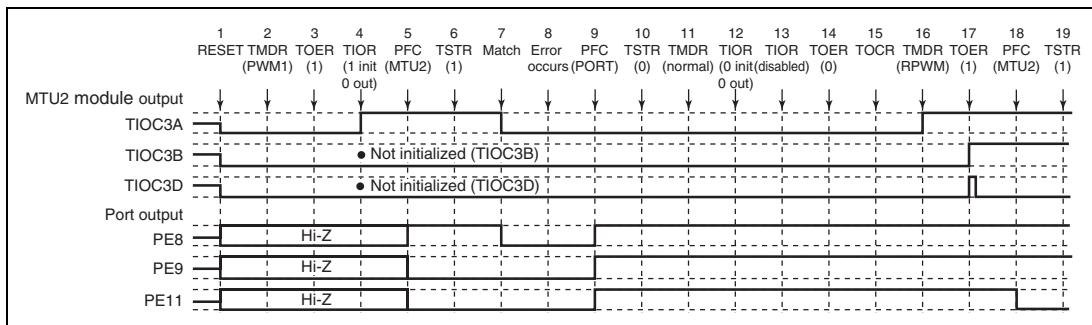 1 2 3 4 5 6 7 8 9 10 11 12 13 14 15 16 17 18 19
RESET TMDR TOER TIOR PFC TSTR Match Error PFC TSTR TMDR TIOR TIOR TOER TOCR TMDR TOER PFC TSTR
(PWM1) (1) (1 init (MTU2) (1) occurs (PORT) (0) (normal) (0 init (disabled) (0) (RPWM) (1) (MTU2) (1)
0 out) 0 out)
MTU2 module output
TIOC3A
TIOC3B • Not initialized (TIOC3B)
TIOC3D • Not initialized (TIOC3D)
Port output
PE8 Hi-Z
PE9 Hi-Z
PE11 Hi-Z